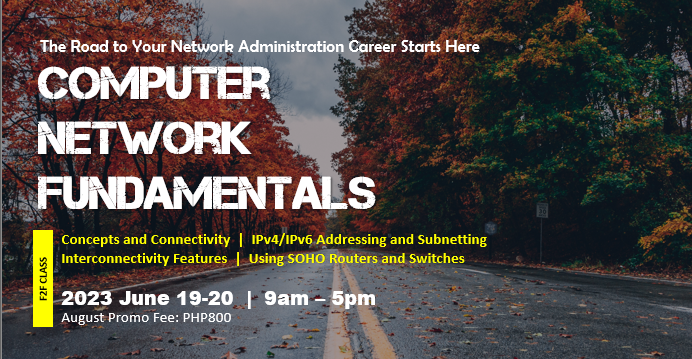 The Road to Your Network Administration Career Starts Here
COMPUTER
NETWORK
FUNDAMENTALS
F2F CLASS
Concepts and Connectivity | IPv4/IPv6 Addressing and Subnetting
Interconnectivity Features | Using SOHO Routers and Switches
2023 June 19-20 | 9am – 5pm
August Promo Fee: PHP800